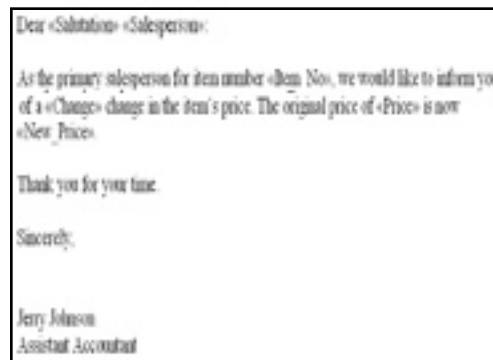 Dear «Salutation» «Salesperson»:
As the primary salesperson for item number «Item_No», we would like to inform you
of a «Change» change in the item's price. The original price of «Price» is now
«New_Price».
Thank you for your time.
Sincerely,
Jerry Johnson
Assistant Accountant